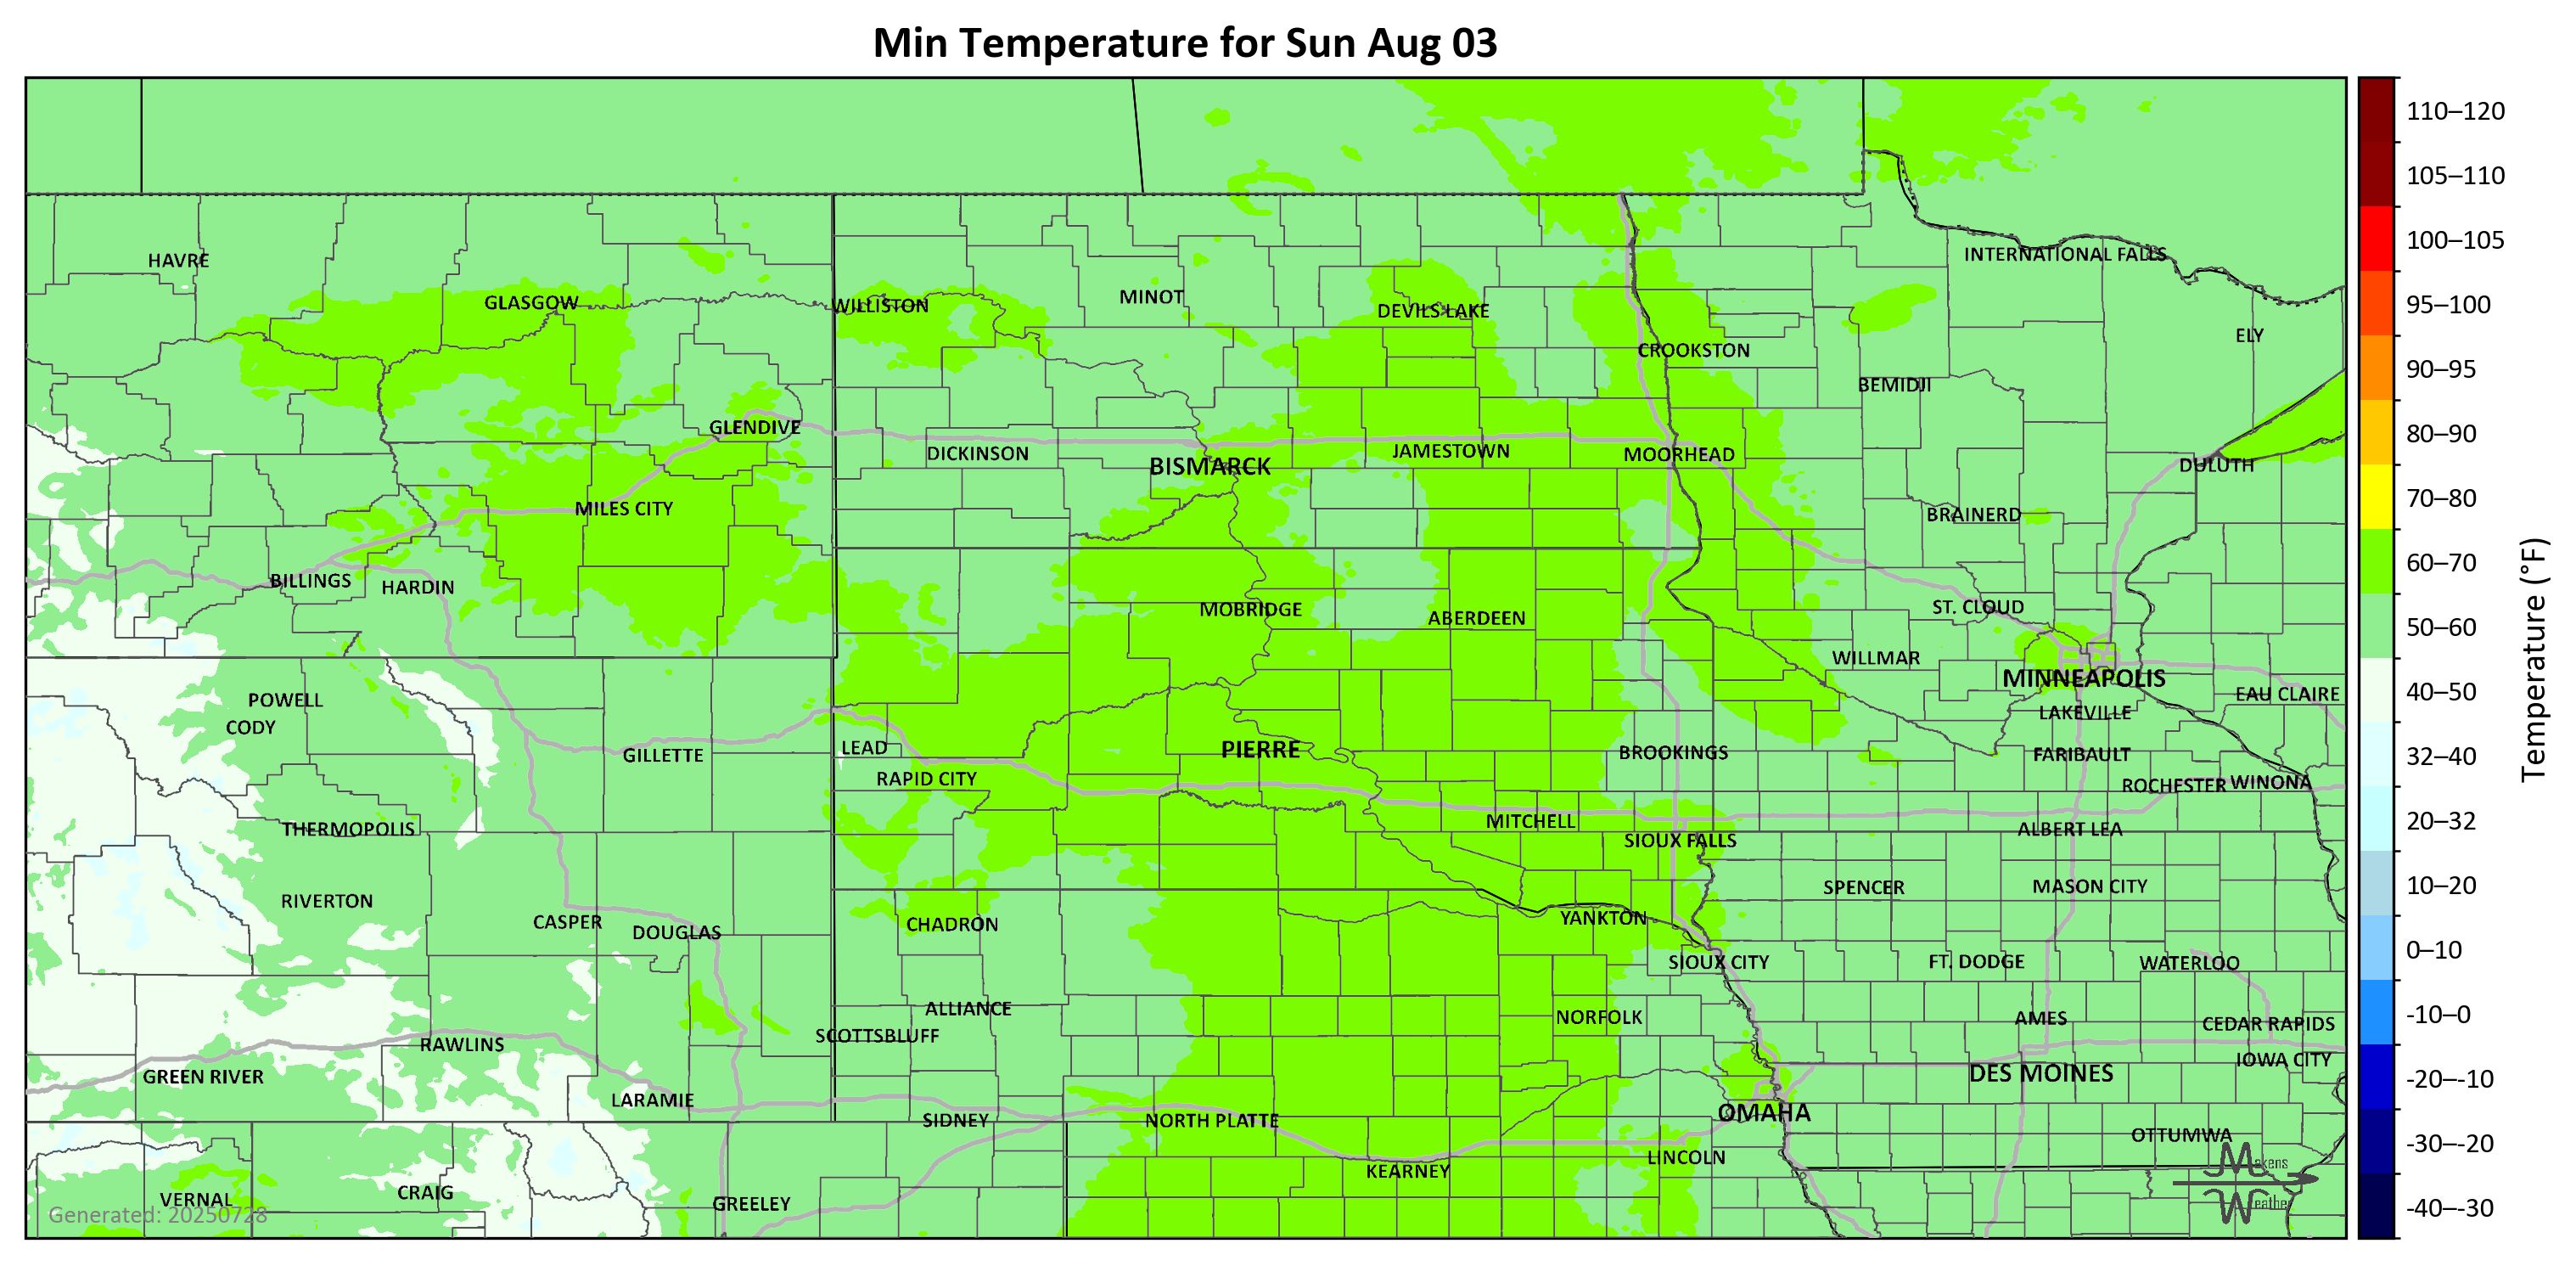 Min Temperature for Sun Aug 03
110–120
105–110
100–105
95–100
90–95
80–90
70–80
60–70
50–60
40–50
32–40
20–32
10–20
0–10
-10–0
-20–-10
-30–-20
-40–-30
Temperature (°F)
HAVRE
INTERNATIONAL FALLS
GLASGOW
WILLISTON
MINOT
DEVILS LAKE
ELY
CROOKSTON
BEMIDJI
GLENDIVE
DICKINSON
BISMARCK
JAMESTOWN
MOORHEAD
DULUTH
MILES CITY
BRAINERD
BILLINGS
HARDIN
MOBRIDGE
ABERDEEN
ST. CLOUD
WILLMAR
MINNEAPOLIS
POWELL
EAU CLAIRE
CODY
LAKEVILLE
GILLETTE
LEAD
PIERRE
BROOKINGS
FARIBAULT
RAPID CITY
ROCHESTER
WINONA
THERMOPOLIS
MITCHELL
SIOUX FALLS
ALBERT LEA
RIVERTON
SPENCER
MASON CITY
CASPER
DOUGLAS
CHADRON
YANKTON
SIOUX CITY
FT. DODGE
WATERLOO
ALLIANCE
NORFOLK
AMES
CEDAR RAPIDS
SCOTTSBLUFF
RAWLINS
IOWA CITY
GREEN RIVER
DES MOINES
LARAMIE
SIDNEY
NORTH PLATTE
OMAHA
OTTUMWA
KEARNEY
LINCOLN
VERNAL
CRAIG
GREELEY
Generated: 20250728
Makens
Weather